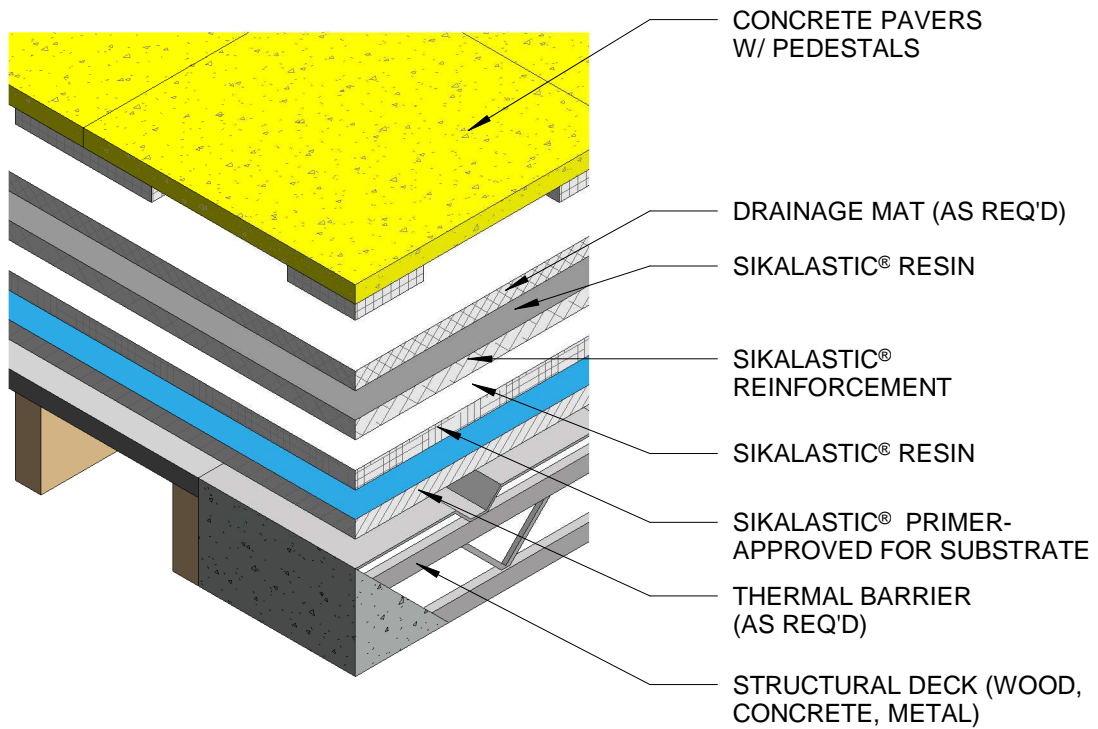 CONCRETE PAVERS
W/ PEDESTALS
DRAINAGE MAT (AS REQ'D)
SIKALASTIC® RESIN
SIKALASTIC®
REINFORCEMENT
SIKALASTIC® RESIN
SIKALASTIC® PRIMER-
APPROVED FOR SUBSTRATE
THERMAL BARRIER
(AS REQ'D)
STRUCTURAL DECK (WOOD,
CONCRETE, METAL)